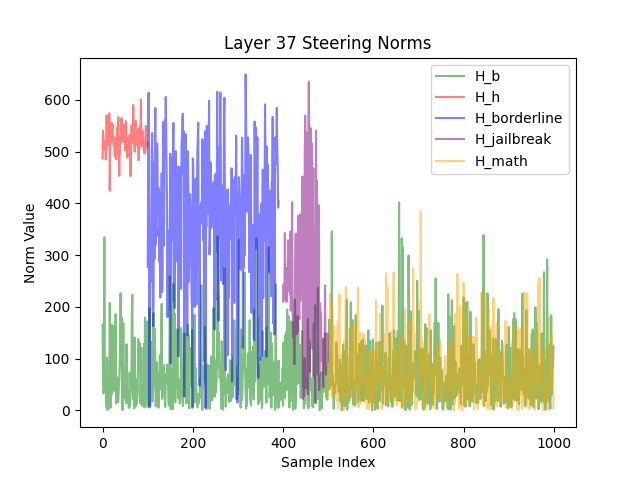 Layer 37 Steering Norms
H_b
H_h
H_borderline
H_jailbreak
H_math
Norm Value
600
500
400
300
200
100
0
0
200
400
600
800
1000
Sample Index